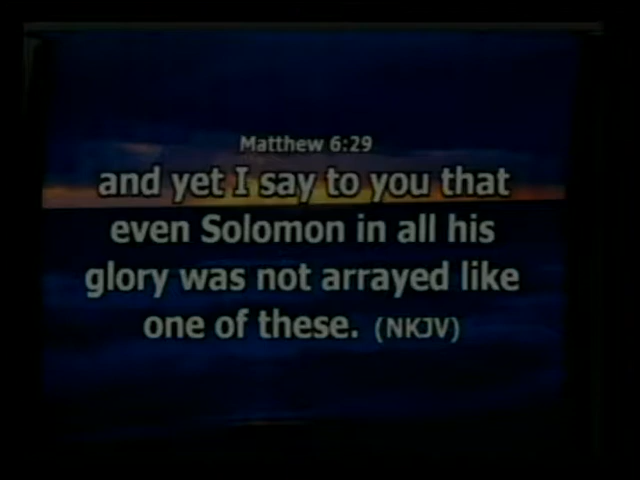 Matthew 6:29
and yet I say to you that
even Solomon in all his
glory was not arrayed like
one of these. (NKJV)